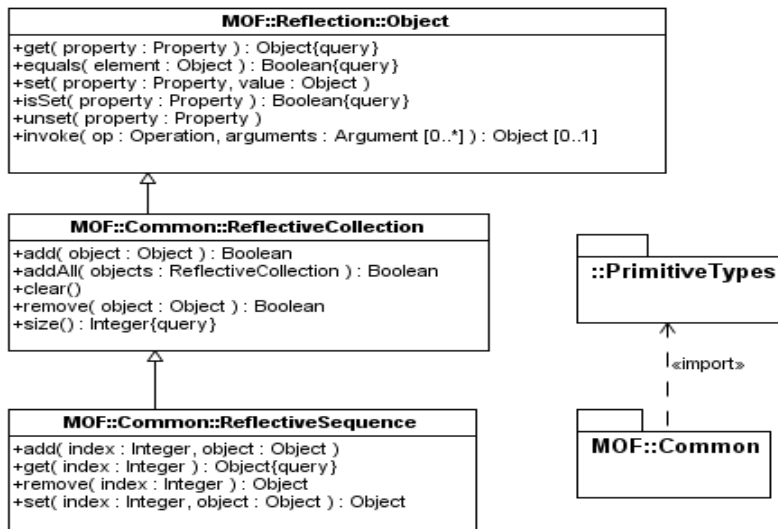 MOF::Reflection::Object
+get( property : Property ) : Object{query}
+equals( element : Object ) : Boolean{query}
+set( property : Property, value : Object )
+isSet( property : Property ) : Boolean{query}
+unset( property : Property )
+invoke( op : Operation, arguments : Argument [0..*] ) : Object [0..1]
MOF::Common::ReflectiveCollection
+add( object : Object ) : Boolean
+addAll( objects : ReflectiveCollection ) : Boolean
+clear()
+remove( object : Object ) : Boolean
+size() : Integer{query}
MOF::Common::ReflectiveSequence
+add( index : Integer, object : Object )
+get( index : Integer ) : Object{query}
+remove( index : Integer ) : Object
+set( index : Integer, object : Object ) : Object
::PrimitiveTypes
«import»
MOF::Common